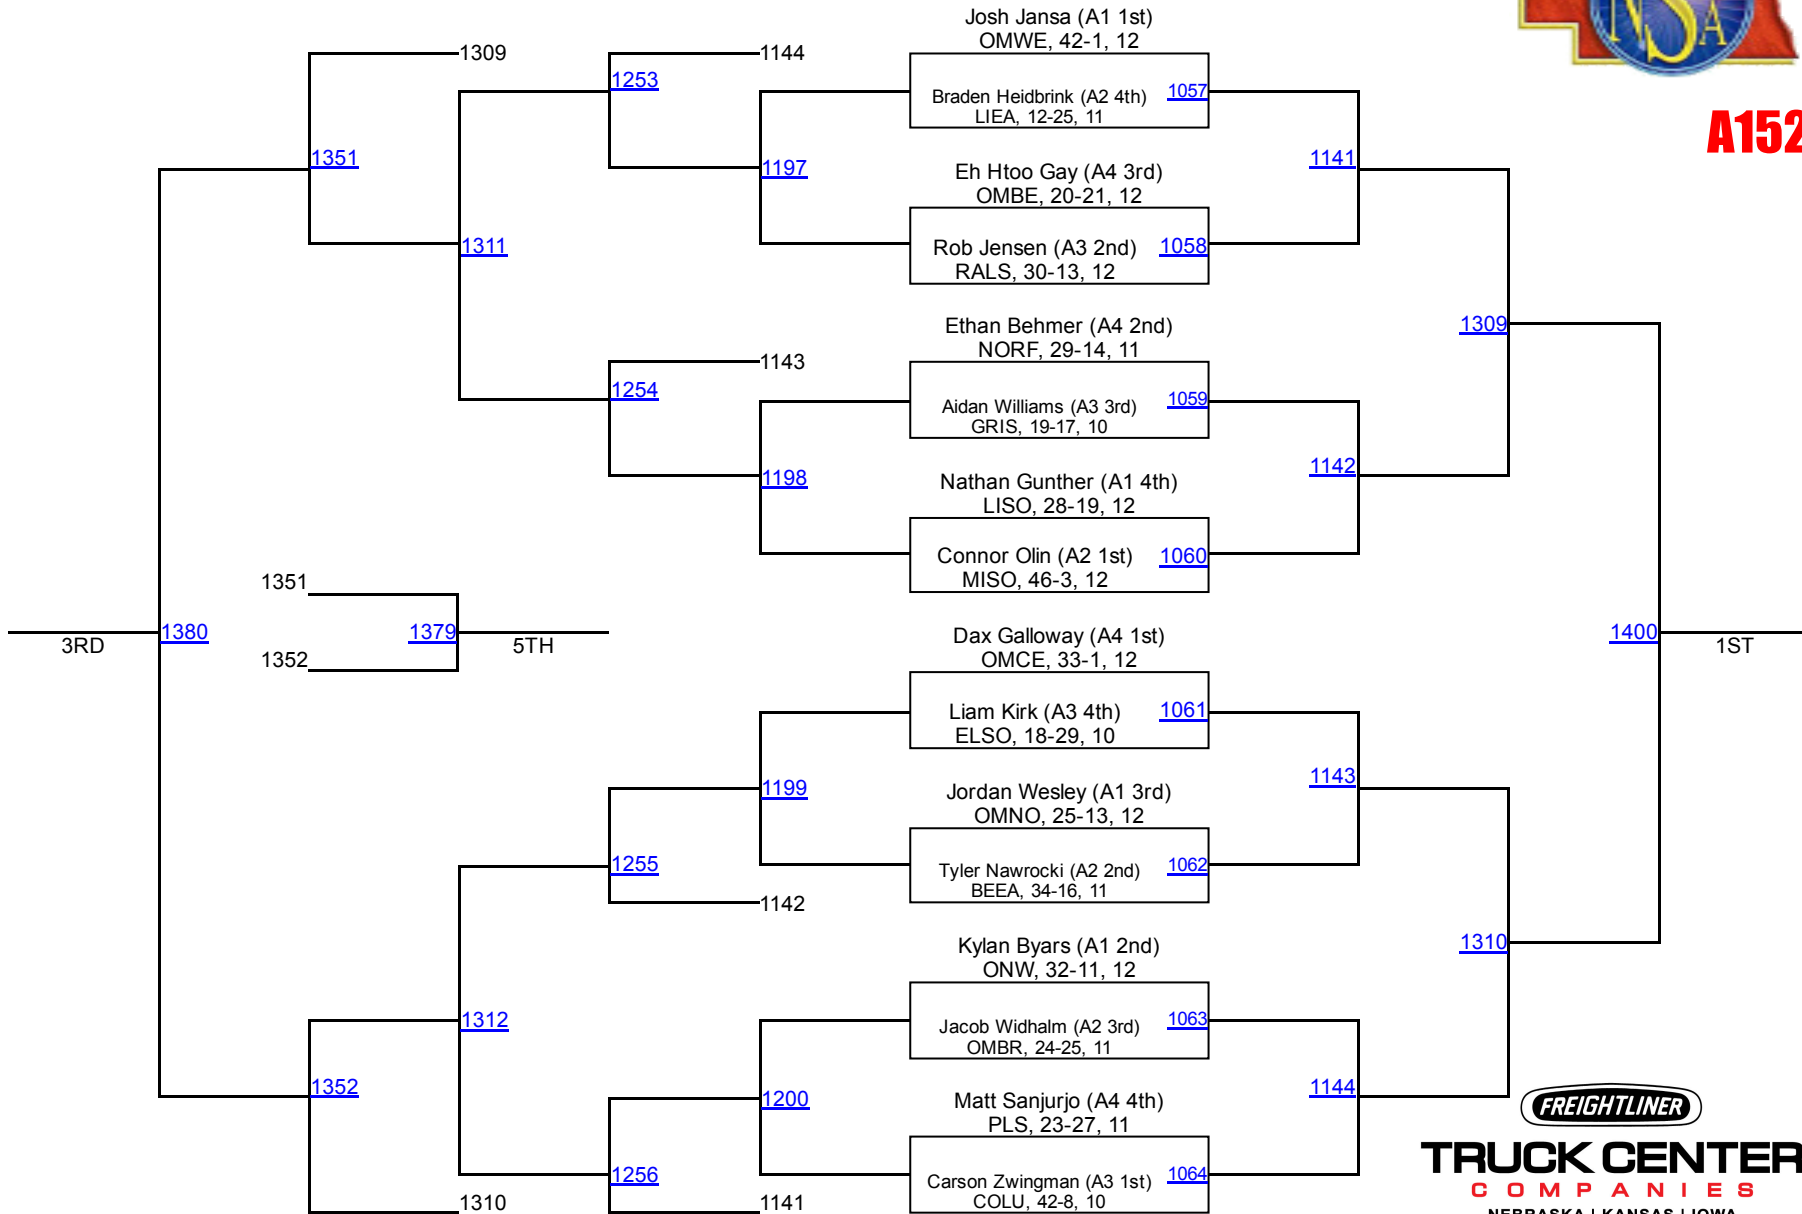 NSA
A152
Josh Jansa (A1 1st)
OMWE, 42-1, 12
Braden Heidbrink (A2 4th)
LIEA, 12-25, 11
1057
Eh Htoo Gay (A4 3rd)
OMBE, 20-21, 12
Rob Jensen (A3 2nd)
RALS, 30-13, 12
1058
Ethan Behmer (A4 2nd)
NORF, 29-14, 11
Aidan Williams (A3 3rd)
GRIS, 19-17, 10
1059
Nathan Gunther (A1 4th)
LISO, 28-19, 12
Connor Olin (A2 1st)
MISO, 46-3, 12
1060
Dax Galloway (A4 1st)
OMCE, 33-1, 12
Liam Kirk (A3 4th)
ELSO, 18-29, 10
1061
Jordan Wesley (A1 3rd)
OMNO, 25-13, 12
Tyler Nawrocki (A2 2nd)
BEEA, 34-16, 11
1062
Kylan Byars (A1 2nd)
ONW, 32-11, 12
Jacob Widhalm (A2 3rd)
OMBR, 24-25, 11
1063
Matt Sanjurjo (A4 4th)
PLS, 23-27, 11
Carson Zwingman (A3 1st)
COLU, 42-8, 10
1064
1141
1142
1143
1144
1309
1310
1400
1ST
1144
1197
1143
1198
1199
1142
1200
1141
1253
1254
1255
1256
1309
1311
1312
1310
1351
1352
1351
1352
1379
5TH
1380
3RD
FREIGHTLINER
TRUCK CENTER
COMPANIES
NEBRASKA | KANSAS | IOWA